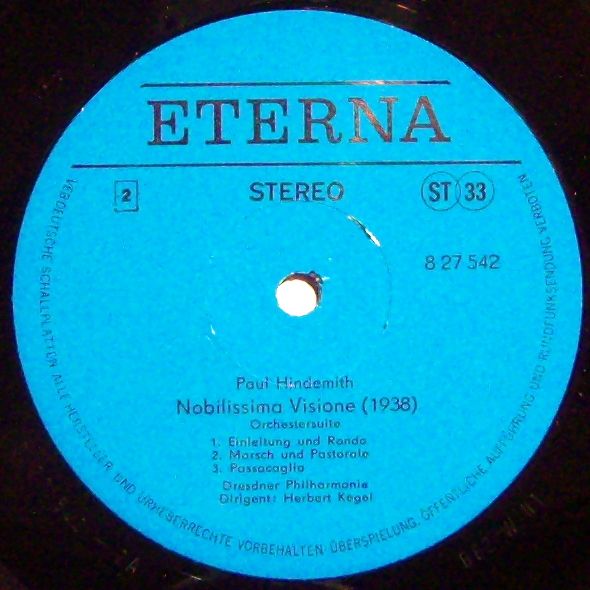 ETERNA
2
STEREO
ST 33
8 27 542
Paul Hindemith
Nobilissima Visione (1938)
Orchestersuite
1. Einleitung und Rondo
2. Marsch und Pastorale
3. Passacaglia
Dresdner Philharmonie
Dirigent: Herbert Kegel
VEB DEUTSCHE SCHALLPLATTEN ALLE HERSTELLER UND URHEBERRECHTE VORBEHALTEN ÜBERSPIELUNG, ÖFFENTLICHE AUFFÜHRUNG UND RUNDFUNKSENDUNG VERBOTEN